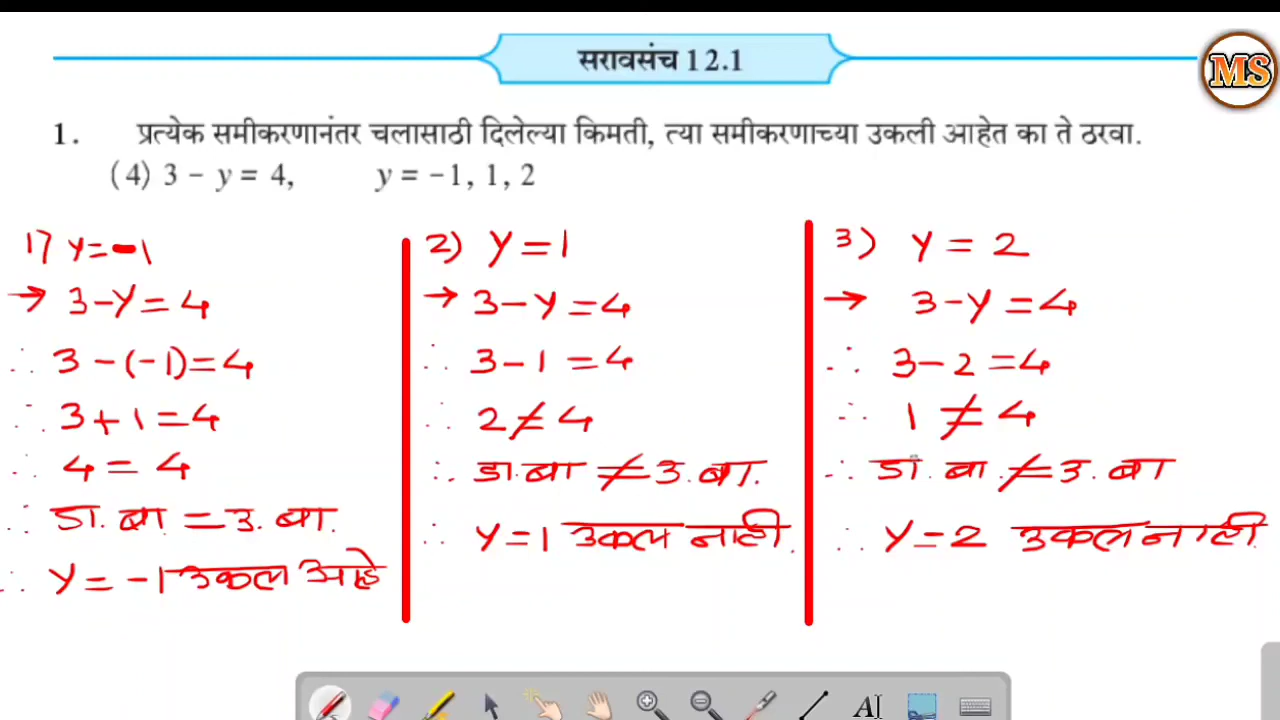 सरावसंच 12.1
MS
1. प्रत्येक समीकरणानंतर चलासाठी दिलेल्या किमती, त्या समीकरणाच्या उकली आहेत का ते ठरवा.
(4) 3 - y = 4, y = -1, 1, 2
1) y = -1
→ 3 - y = 4
∴ 3 - (-1) = 4
∴ 3 + 1 = 4
∴ 4 = 4
∴ डा. बा = उ. बा.
∴ y = -1 उकल आहे
2) y = 1
→ 3 - y = 4
∴ 3 - 1 = 4
∴ 2 ≠ 4
∴ डा. बा ≠ उ. बा.
∴ y = 1 उकल नाही.
3) y = 2
→ 3 - y = 4
∴ 3 - 2 = 4
∴ 1 ≠ 4
∴ डा. बा. ≠ उ. बा
∴ y = 2 उकल नाही
A